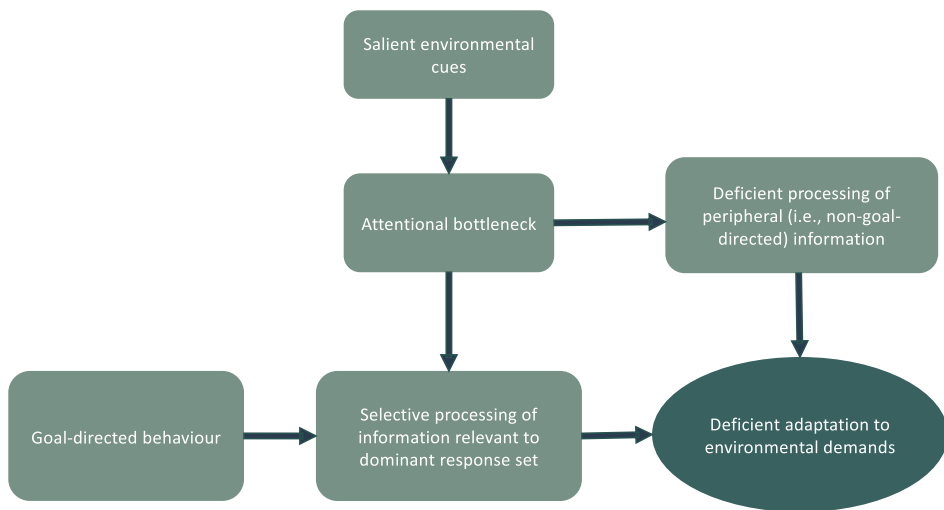 Salient environmental
cues
Attentional bottleneck
Deficient processing of
peripheral (i.e., non-goal-
directed) information
Goal-directed behaviour
Selective processing of
information relevant to
dominant response set
Deficient adaptation to
environmental demands